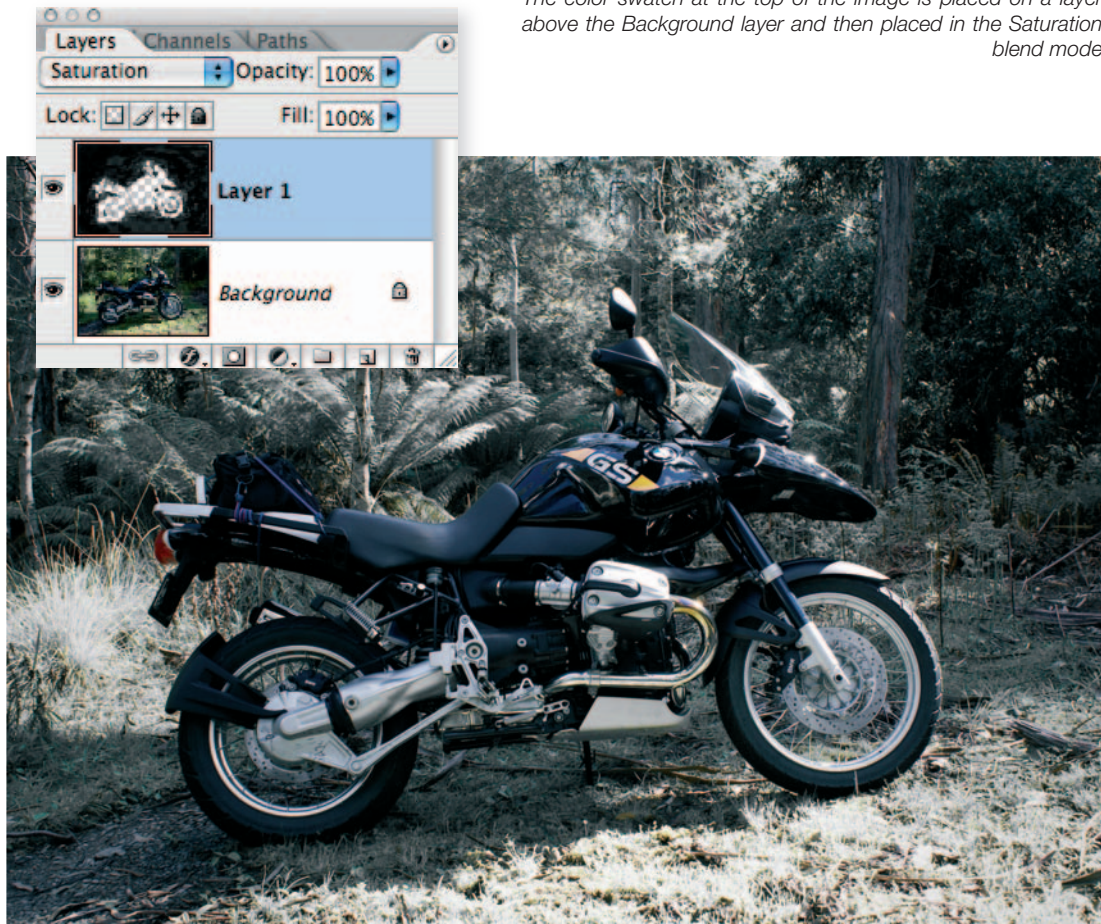 The color swatch at the top of the image is placed on a layer
above the Background layer and then placed in the Saturation
blend mode
Layers Channels Paths
Saturation Opacity: 100%
Lock: Fill: 100%
Layer 1
Background
GS